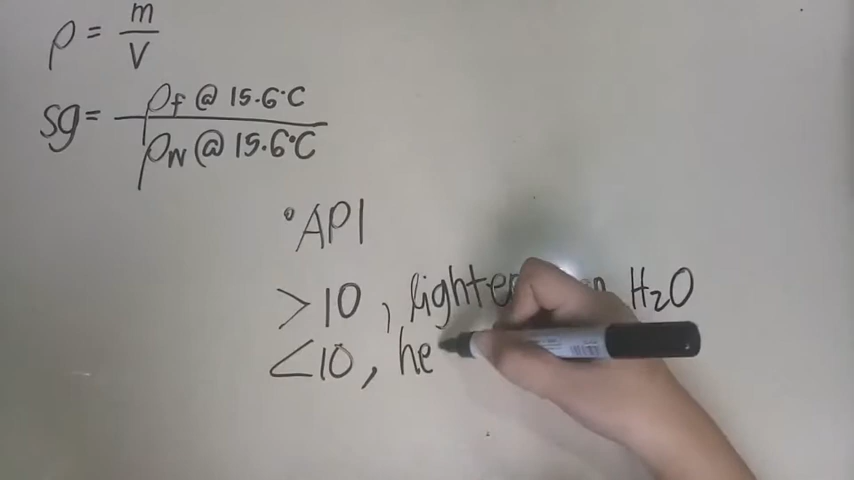 ρ = m/V
sg = ρf @ 15.6°C / ρw @ 15.6°C
°API
>10, lighter H₂O
<10, he